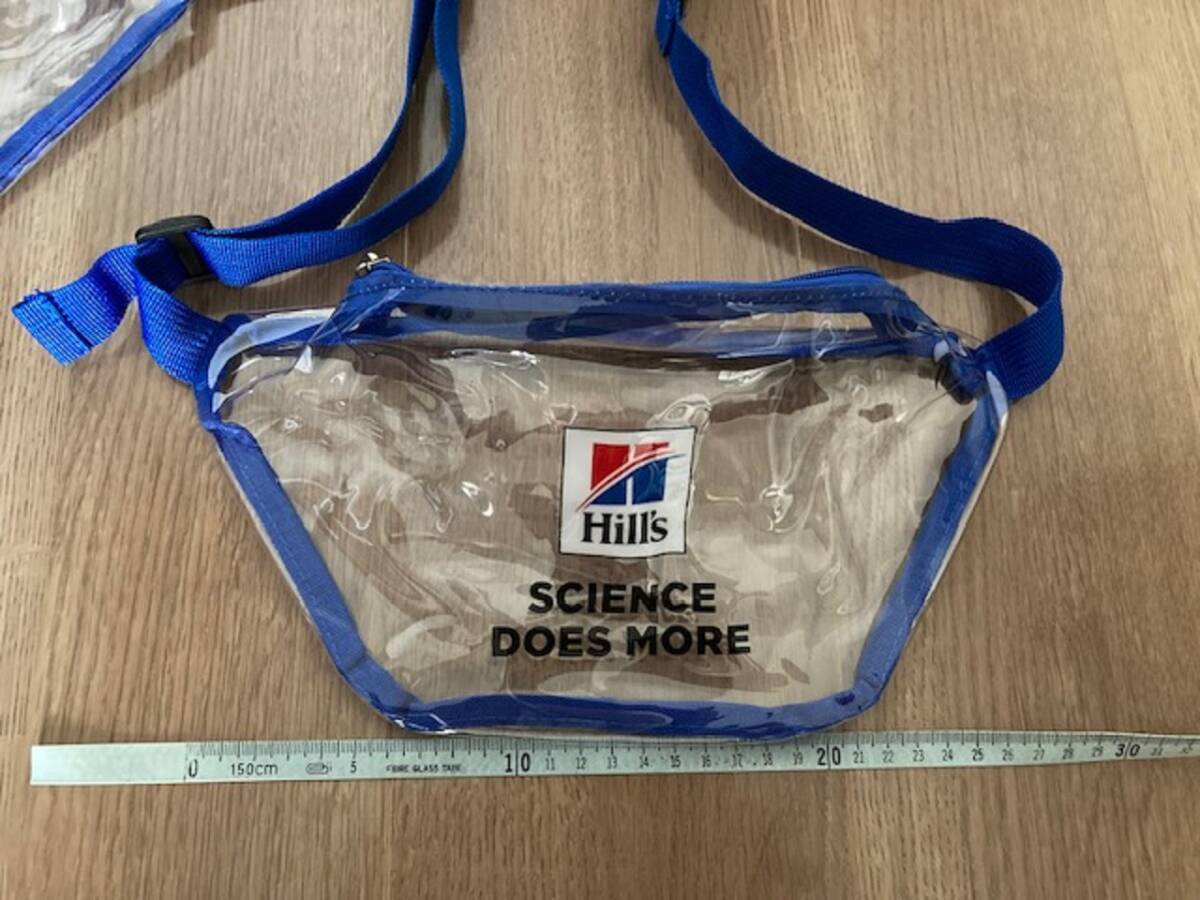 Hill's
SCIENCE
DOES MORE
0 150cm 5 FIBRE GLASS TAPE 10 11 12 13 14 15 16 17 18 19 20 21 22 23 24 25 26 27 28 29 30